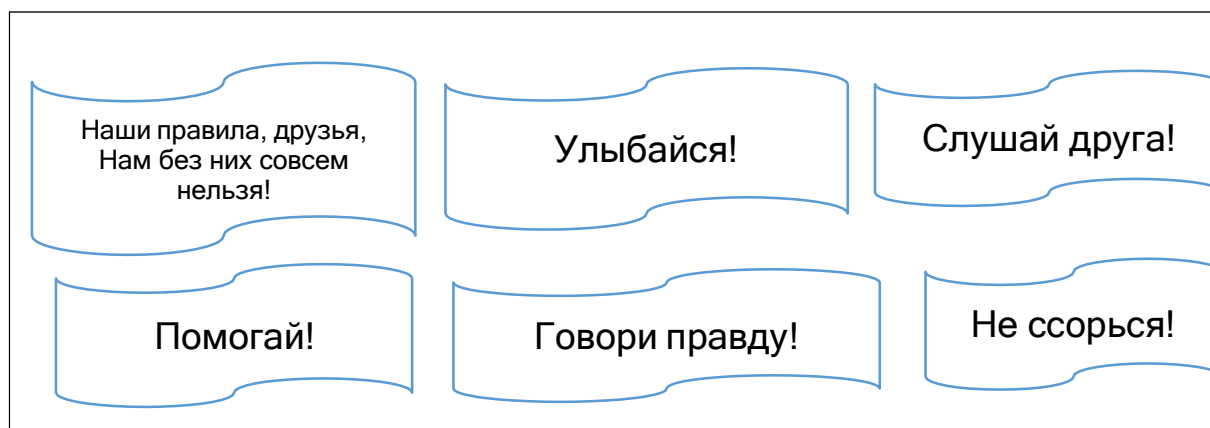 Наши правила, друзья,
Нам без них совсем
нельзя!
Улыбайся!
Слушай друга!
Помогай!
Говори правду!
Не ссорься!